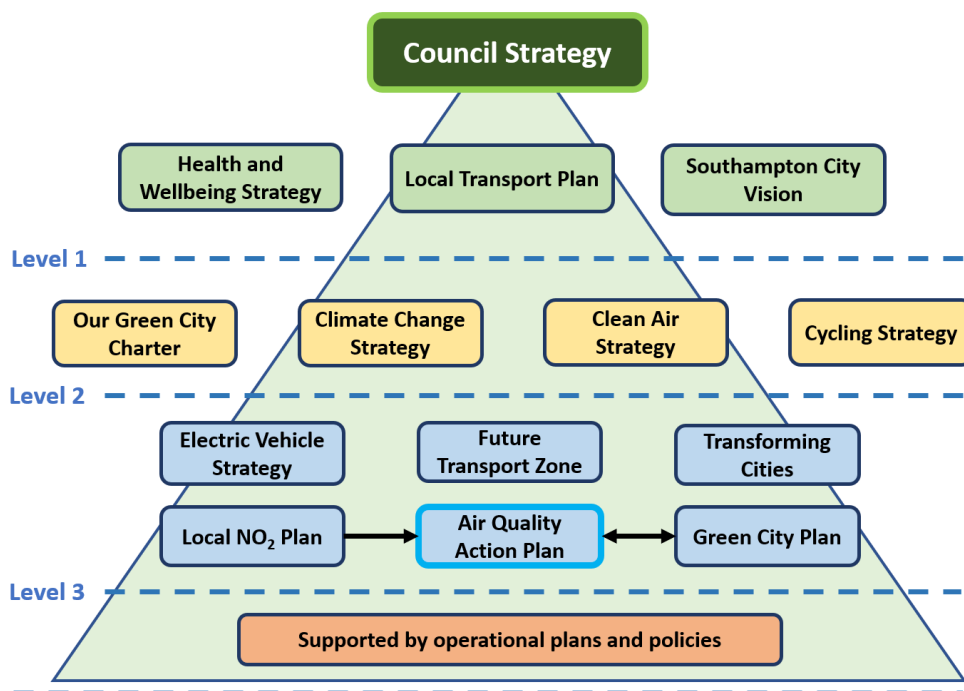 Council Strategy
Health and
Wellbeing Strategy
Local Transport Plan
Southampton City
Vision
Level 1
Our Green City
Charter
Climate Change
Strategy
Clean Air
Strategy
Cycling Strategy
Level 2
Electric Vehicle
Strategy
Future
Transport Zone
Transforming
Cities
Local NO₂ Plan
Air Quality
Action Plan
Green City Plan
Level 3
Supported by operational plans and policies